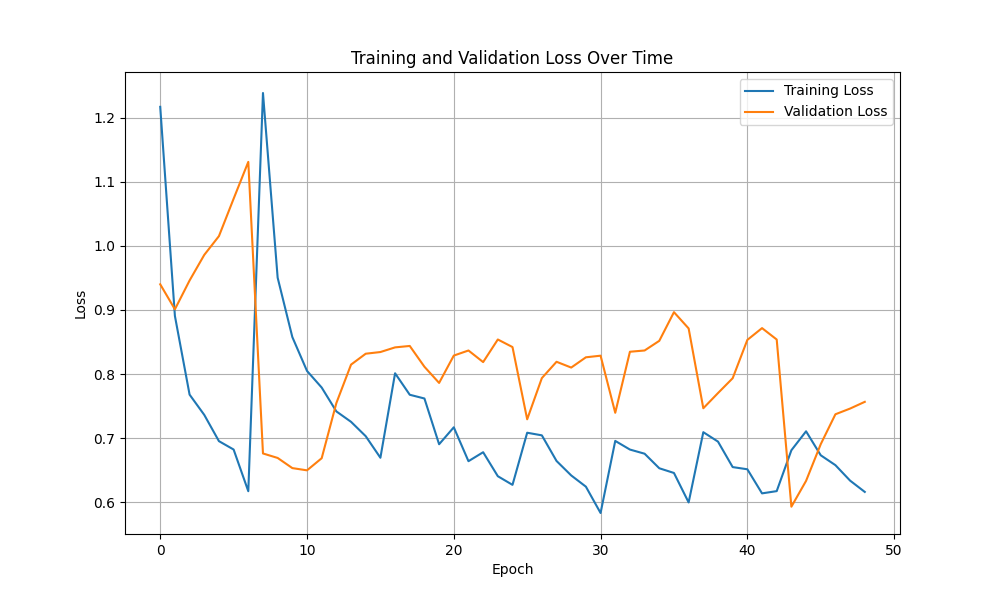 Training and Validation Loss Over Time
Training Loss
Validation Loss
1.2
1.1
1.0
0.9
0.8
0.7
0.6
Loss
0 10 20 30 40 50
Epoch